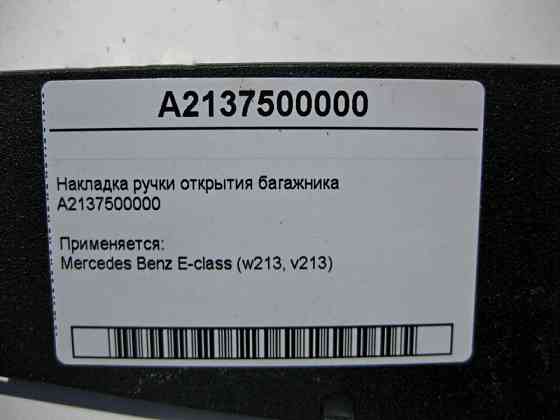 A2137500000
Накладка ручки открытия багажника
A2137500000
Применяется:
Mercedes Benz E-class (w213, v213)